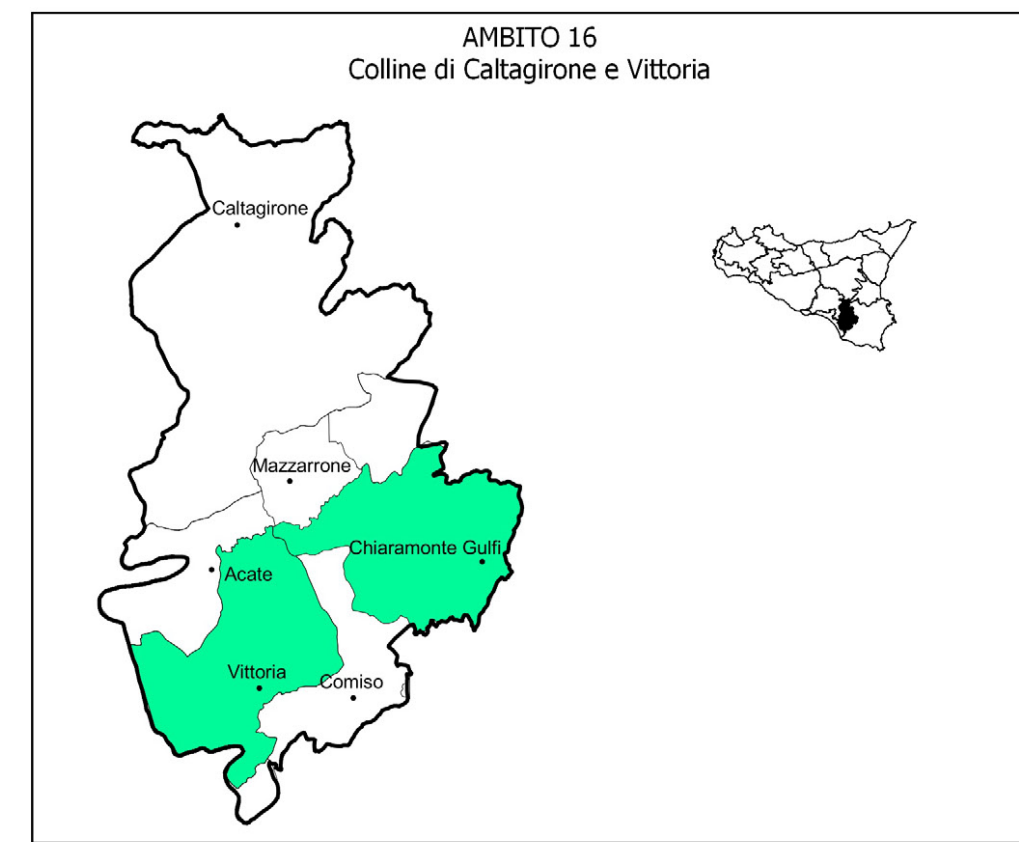 AMBITO 16
Colline di Caltagirone e Vittoria
Caltagirone
Mazzarrone
Chiaramonte Gulfi
Acate
Vittoria
Comiso